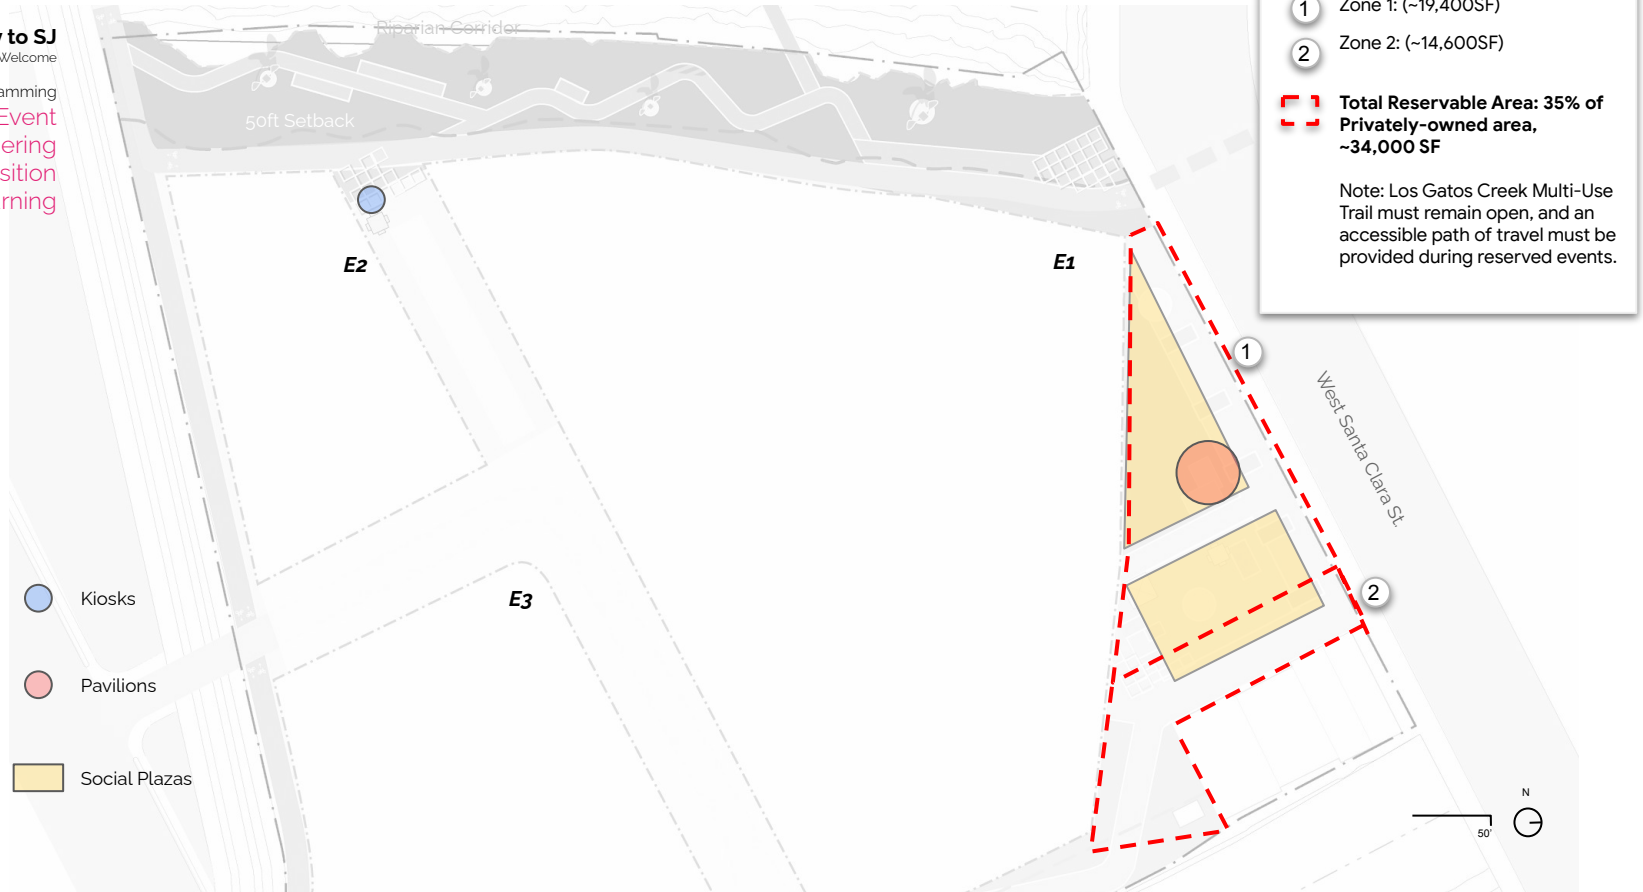 Riparian Corridor
y to SJ
Welcome
amming
Event
ering
sition
rning
50ft Setback
E2
E1
E3
1
2
West Santa Clara St.
Kiosks
Pavilions
Social Plazas
1 Zone 1: (~19,400SF)
2 Zone 2: (~14,600SF)
Total Reservable Area: 35% of
Privately-owned area,
~34,000 SF
Note: Los Gatos Creek Multi-Use
Trail must remain open, and an
accessible path of travel must be
provided during reserved events.
50'
N